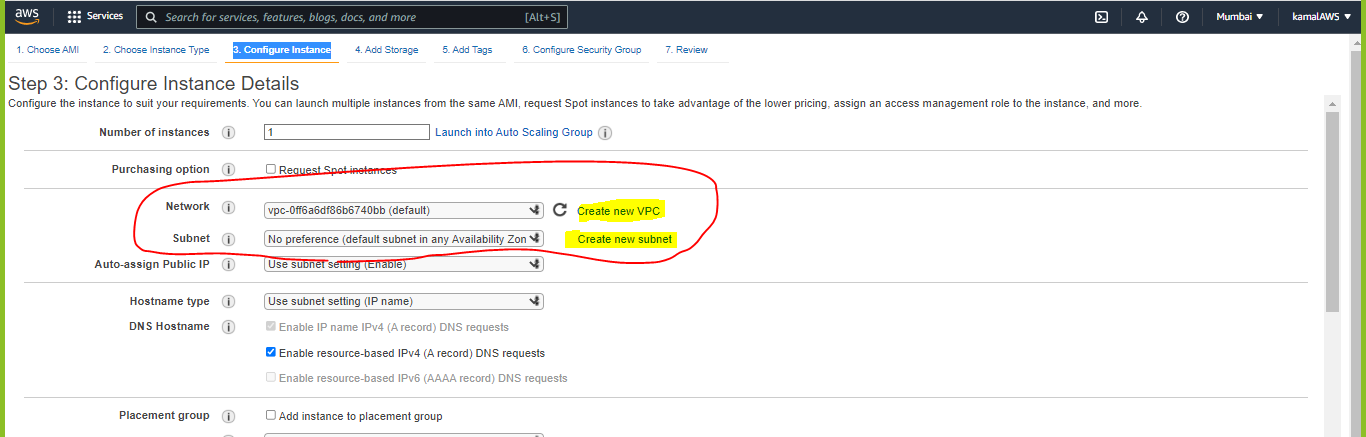 aws Services Search for services, features, blogs, docs, and more [Alt+S] Mumbai kamalAWS
1. Choose AMI 2. Choose Instance Type 3. Configure Instance 4. Add Storage 5. Add Tags 6. Configure Security Group 7. Review
Step 3: Configure Instance Details
Configure the instance to suit your requirements. You can launch multiple instances from the same AMI, request Spot instances to take advantage of the lower pricing, assign an access management role to the instance, and more.
Number of instances 1 Launch into Auto Scaling Group
Purchasing option Request Spot instances
Network vpc-0ff6a6df86b6740bb (default) Create new VPC
Subnet No preference (default subnet in any Availability Zon Create new subnet
Auto-assign Public IP Use subnet setting (Enable)
Hostname type Use subnet setting (IP name)
DNS Hostname Enable IP name IPv4 (A record) DNS requests
Enable resource-based IPv4 (A record) DNS requests
Enable resource-based IPv6 (AAAA record) DNS requests
Placement group Add instance to placement group